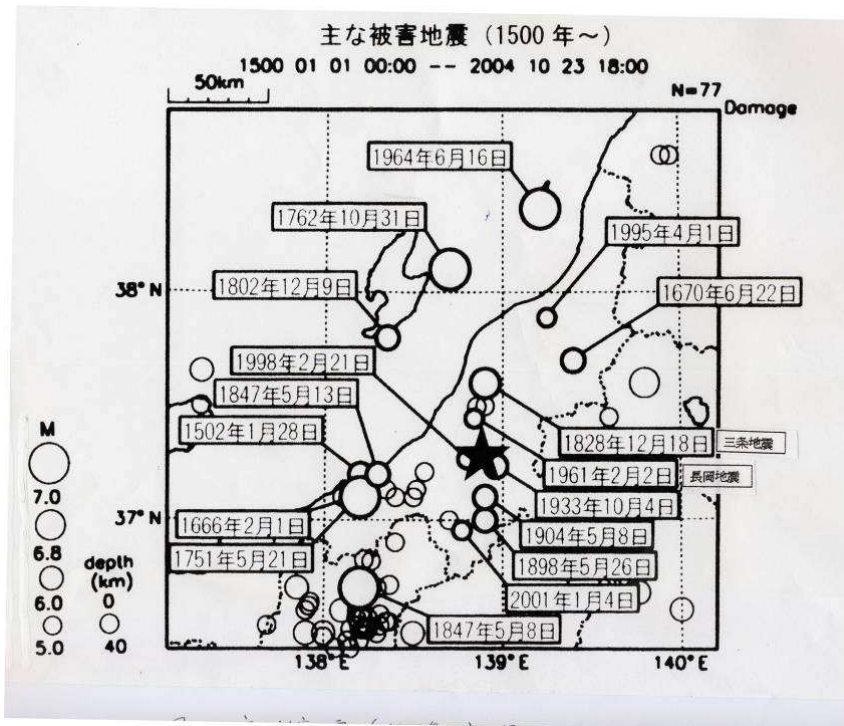 主な被害地震 (1500 年～)
1500 01 01 00:00 -- 2004 10 23 18:00
50km
N=77
Damage
1964年6月16日
1762年10月31日
1995年4月1日
38°N
1802年12月9日
1670年6月22日
1998年2月21日
1847年5月13日
1502年1月28日
1828年12月18日 三条地震
1961年2月2日 長岡地震
1933年10月4日
37°N
1666年2月1日
1904年5月8日
1751年5月21日
1898年5月26日
2001年1月4日
1847年5月8日
M
7.0
6.8
6.0
5.0
depth
(km)
0
40
138°E
139°E
140°E